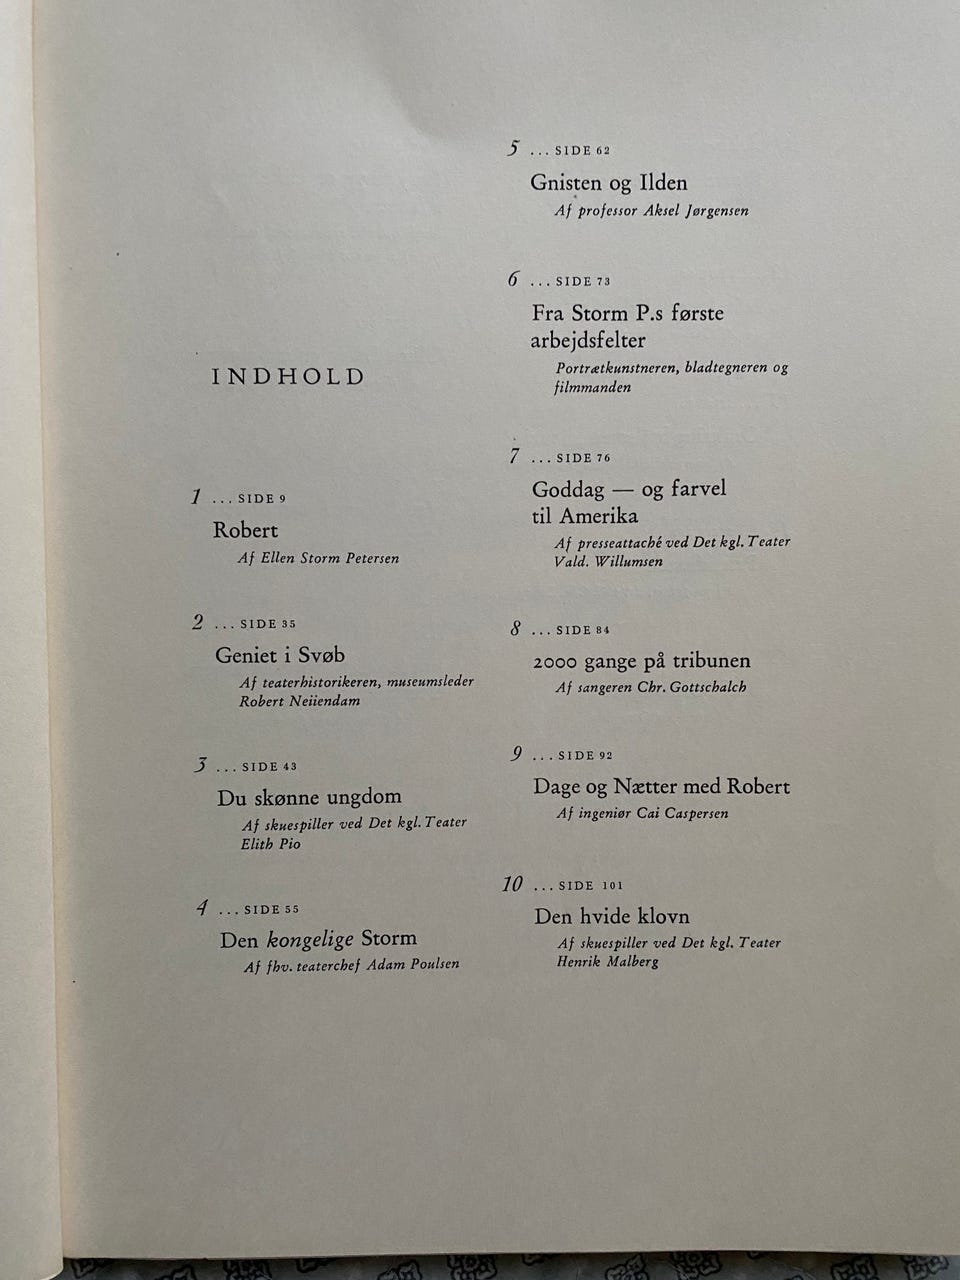 INDHOLD
1 ... SIDE 9
Robert
Af Ellen Storm Petersen
2 ... SIDE 35
Geniet i Svøb
Af teaterhistorikeren, museumsleder
Robert Neiiendam
3 ... SIDE 43
Du skønne ungdom
Af skuespiller ved Det kgl. Teater
Elith Pio
4 ... SIDE 55
Den kongelige Storm
Af fhv. teaterchef Adam Poulsen
5 ... SIDE 62
Gnisten og Ilden
Af professor Aksel Jørgensen
6 ... SIDE 73
Fra Storm P.s første
arbejdsfelter
Portrætkunstneren, bladtegneren og
filmmanden
7 ... SIDE 76
Goddag — og farvel
til Amerika
Af presseattaché ved Det kgl. Teater
Vald. Willumsen
8 ... SIDE 84
2000 gange på tribunen
Af sangeren Chr. Gottschalch
9 ... SIDE 92
Dage og Nætter med Robert
Af ingeniør Cai Caspersen
10 ... SIDE 101
Den hvide klovn
Af skuespiller ved Det kgl. Teater
Henrik Malberg